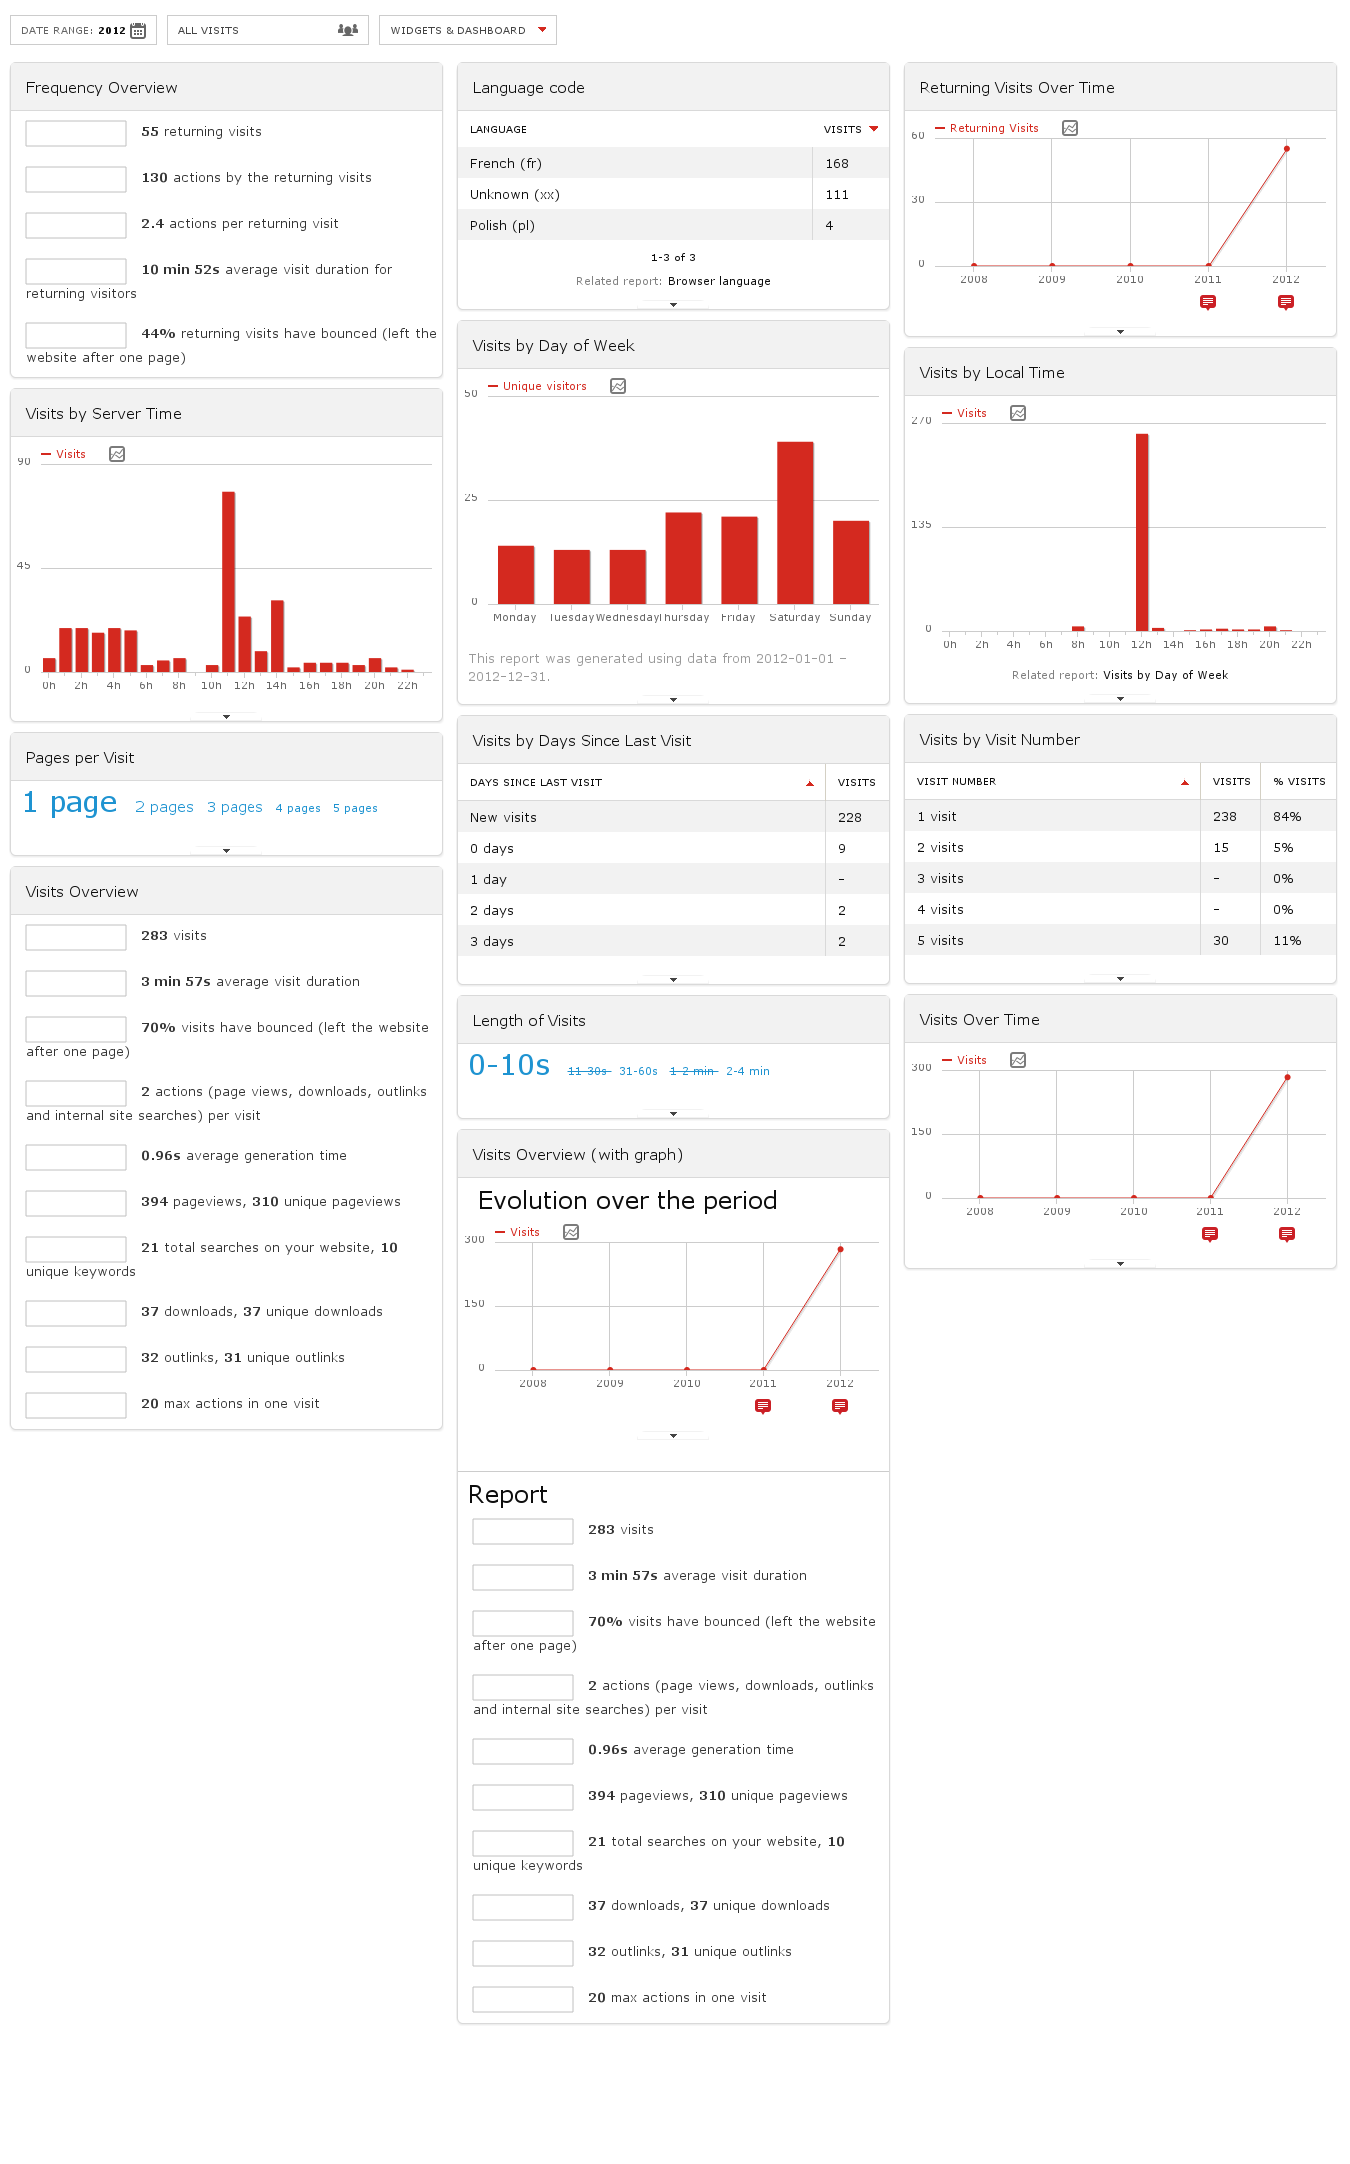 DATE RANGE: 2012
ALL VISITS
WIDGETS & DASHBOARD
Frequency Overview
55 returning visits
130 actions by the returning visits
2.4 actions per returning visit
10 min 52s average visit duration for
returning visitors
44% returning visits have bounced (left the
website after one page)
Visits by Server Time
Visits
90
45
0
0h 2h 4h 6h 8h 10h 12h 14h 16h 18h 20h 22h
Pages per Visit
1 page 2 pages 3 pages 4 pages 5 pages
Visits Overview
283 visits
3 min 57s average visit duration
70% visits have bounced (left the website
after one page)
2 actions (page views, downloads, outlinks
and internal site searches) per visit
0.96s average generation time
394 pageviews, 310 unique pageviews
21 total searches on your website, 10
unique keywords
37 downloads, 37 unique downloads
32 outlinks, 31 unique outlinks
20 max actions in one visit
Language code
LANGUAGE VISITS
French (fr) 168
Unknown (xx) 111
Polish (pl) 4
1-3 of 3
Related report: Browser language
Visits by Day of Week
Unique visitors
50
25
0
Monday Tuesday Wednesday Thursday Friday Saturday Sunday
This report was generated using data from 2012-01-01 -
2012-12-31.
Visits by Days Since Last Visit
DAYS SINCE LAST VISIT VISITS
New visits 228
0 days 9
1 day -
2 days 2
3 days 2
Length of Visits
0-10s 11-30s 31-60s 1-2 min 2-4 min
Visits Overview (with graph)
Evolution over the period
Visits
300
150
0
2008 2009 2010 2011 2012
Report
283 visits
3 min 57s average visit duration
70% visits have bounced (left the website
after one page)
2 actions (page views, downloads, outlinks
and internal site searches) per visit
0.96s average generation time
394 pageviews, 310 unique pageviews
21 total searches on your website, 10
unique keywords
37 downloads, 37 unique downloads
32 outlinks, 31 unique outlinks
20 max actions in one visit
Returning Visits Over Time
Returning Visits
60
30
0
2008 2009 2010 2011 2012
Visits by Local Time
Visits
270
135
0
0h 2h 4h 6h 8h 10h 12h 14h 16h 18h 20h 22h
Related report: Visits by Day of Week
Visits by Visit Number
VISIT NUMBER VISITS % VISITS
1 visit 238 84%
2 visits 15 5%
3 visits - 0%
4 visits - 0%
5 visits 30 11%
Visits Over Time
Visits
300
150
0
2008 2009 2010 2011 2012